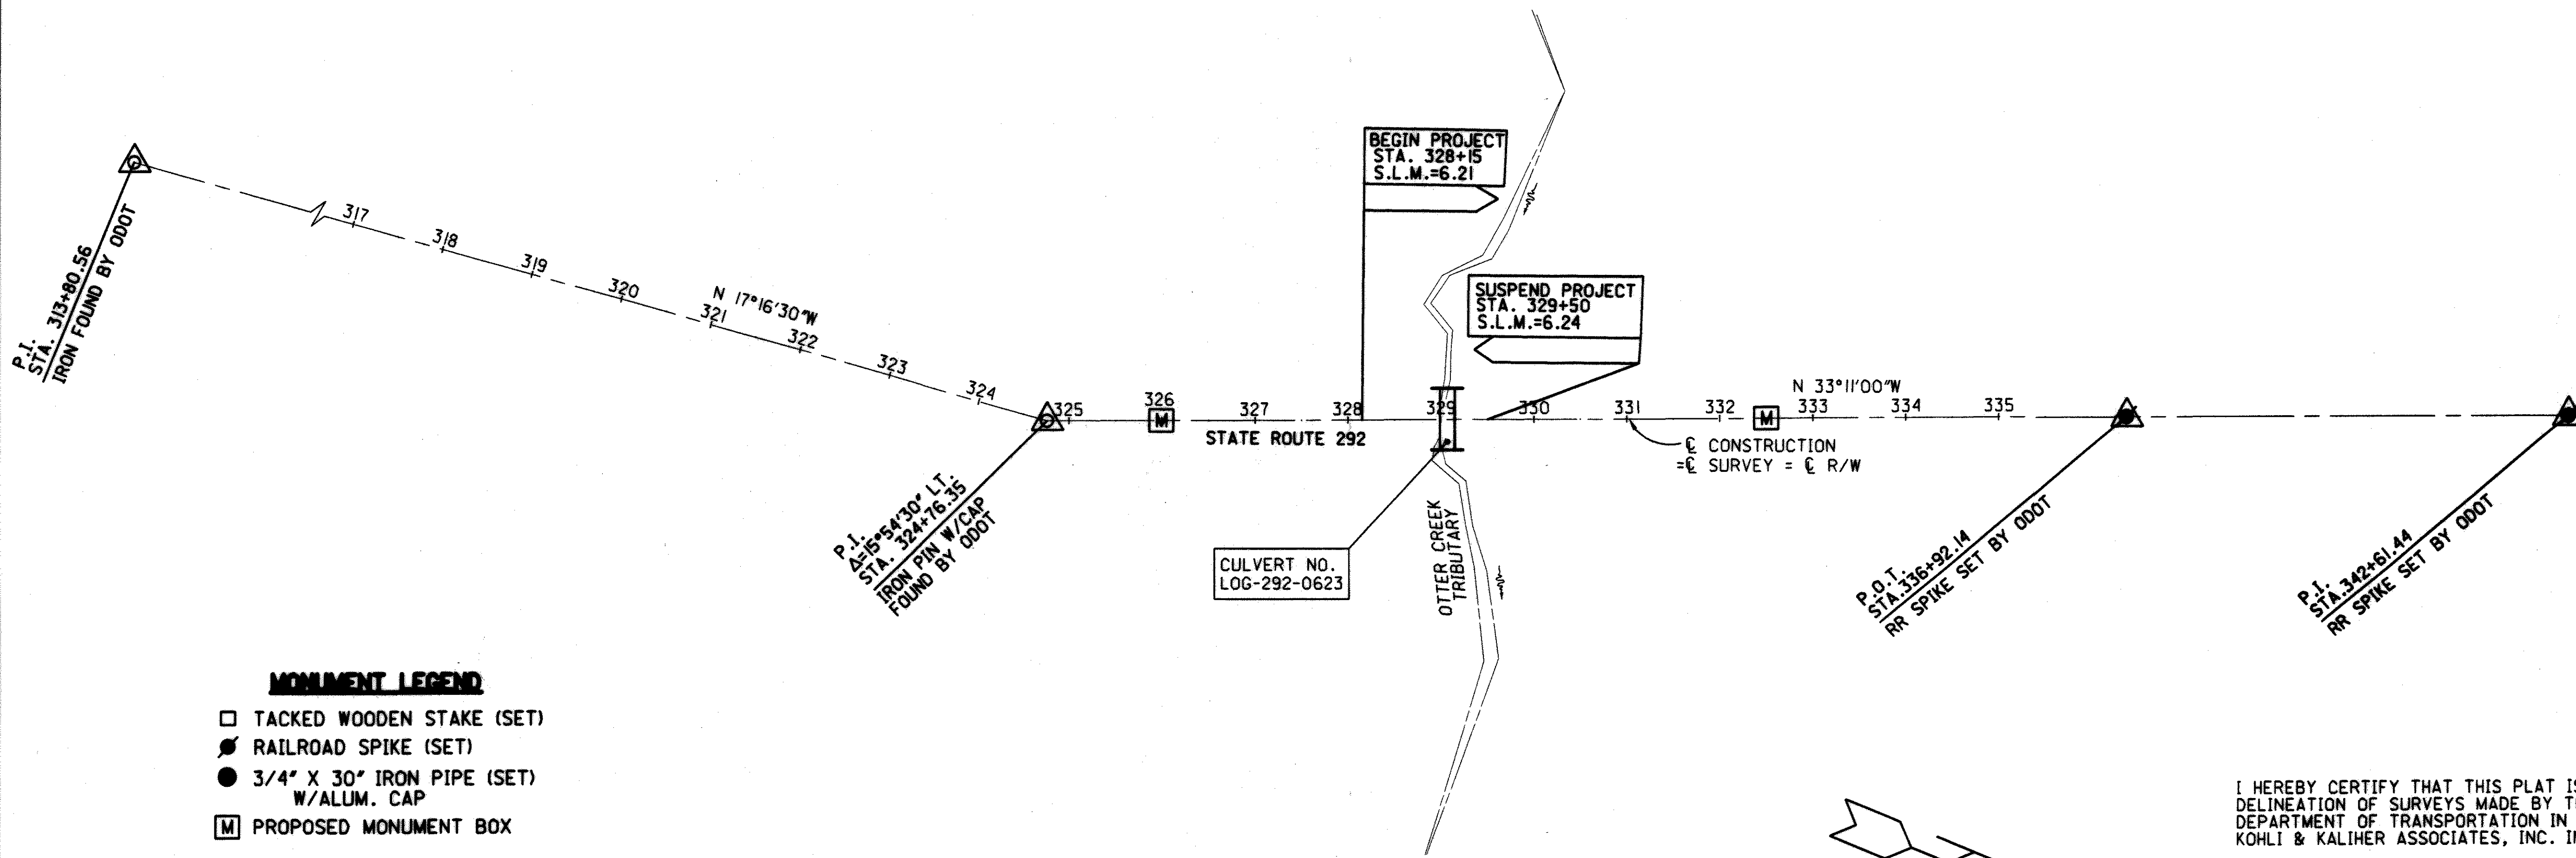 BEGIN PROJECT
STA. 328+15
S.L.M.=6.21
SUSPEND PROJECT
STA. 329+50
S.L.M.=6.24
P.I.
STA. 313+80.56
IRON FOUND BY ODOT
317
318
319
320
N 17°16'30"W
321
322
323
324
325
326
327
328
329
330
331
332
333
334
335
N 33°11'00"W
STATE ROUTE 292
℄ CONSTRUCTION
=℄ SURVEY = ℄ R/W
P.I.
Δ=15°54'30" LT.
STA. 324+76.35
IRON PIN W/CAP
FOUND BY ODOT
CULVERT NO.
LOG-292-0623
OTTER CREEK
TRIBUTARY
P.O.T.
STA.336+92.14
RR SPIKE SET BY ODOT
P.I.
STA.342+61.44
RR SPIKE SET BY ODOT
MONUMENT LEGEND
TACKED WOODEN STAKE (SET)
RAILROAD SPIKE (SET)
3/4" X 30" IRON PIPE (SET)
W/ALUM. CAP
M PROPOSED MONUMENT BOX
M
M
I HEREBY CERTIFY THAT THIS PLAT IS
DELINEATION OF SURVEYS MADE BY
DEPARTMENT OF TRANSPORTATION IN
KOHLI & KALIHER ASSOCIATES, INC.